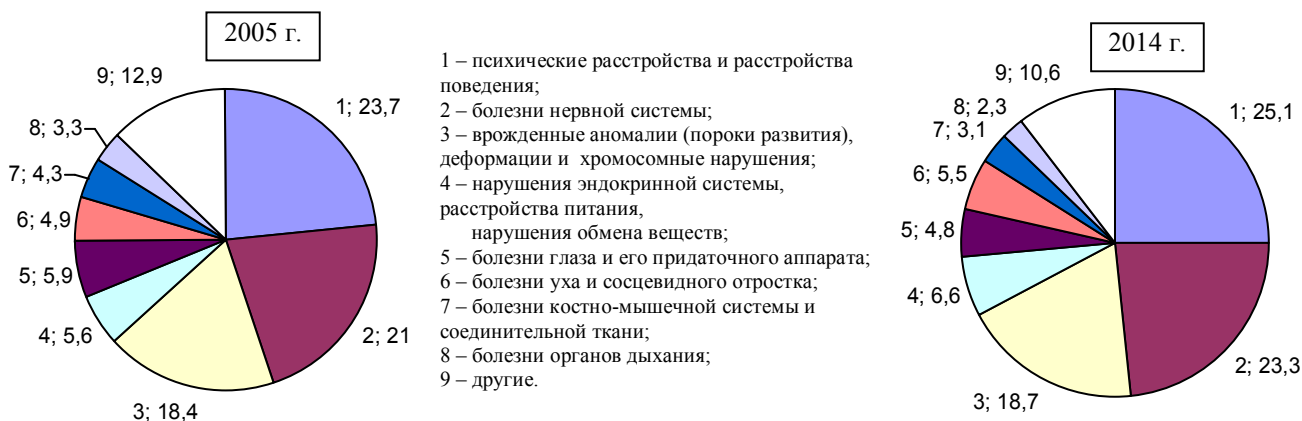 2005 г.
9; 12,9
1; 23,7
8; 3,3
7; 4,3
6; 4,9
5; 5,9
4; 5,6
2; 21
3; 18,4
1 – психические расстройства и расстройства
поведения;
2 – болезни нервной системы;
3 – врожденные аномалии (пороки развития),
деформации и хромосомные нарушения;
4 – нарушения эндокринной системы,
расстройства питания,
нарушения обмена веществ;
5 – болезни глаза и его придаточного аппарата;
6 – болезни уха и сосцевидного отростка;
7 – болезни костно-мышечной системы и
соединительной ткани;
8 – болезни органов дыхания;
9 – другие.
2014 г.
9; 10,6
8; 2,3
1; 25,1
7; 3,1
6; 5,5
5; 4,8
4; 6,6
2; 23,3
3; 18,7